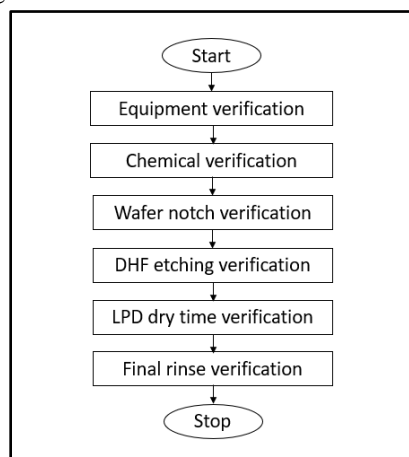 Start
Equipment verification
Chemical verification
Wafer notch verification
DHF etching verification
LPD dry time verification
Final rinse verification
Stop